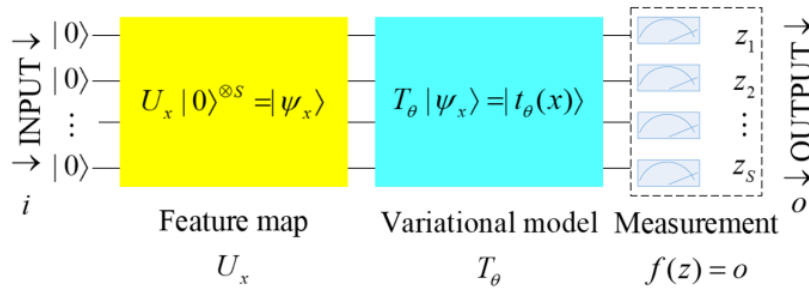 INPUT
i
|0⟩
|0⟩
⋮
|0⟩
U_x |0⟩^{⊗S} = |ψ_x⟩
T_θ |ψ_x⟩ = |t_θ(x)⟩
z_1
z_2
⋮
z_S
OUTPUT
o
Feature map
U_x
Variational model
T_θ
Measurement
f(z) = o